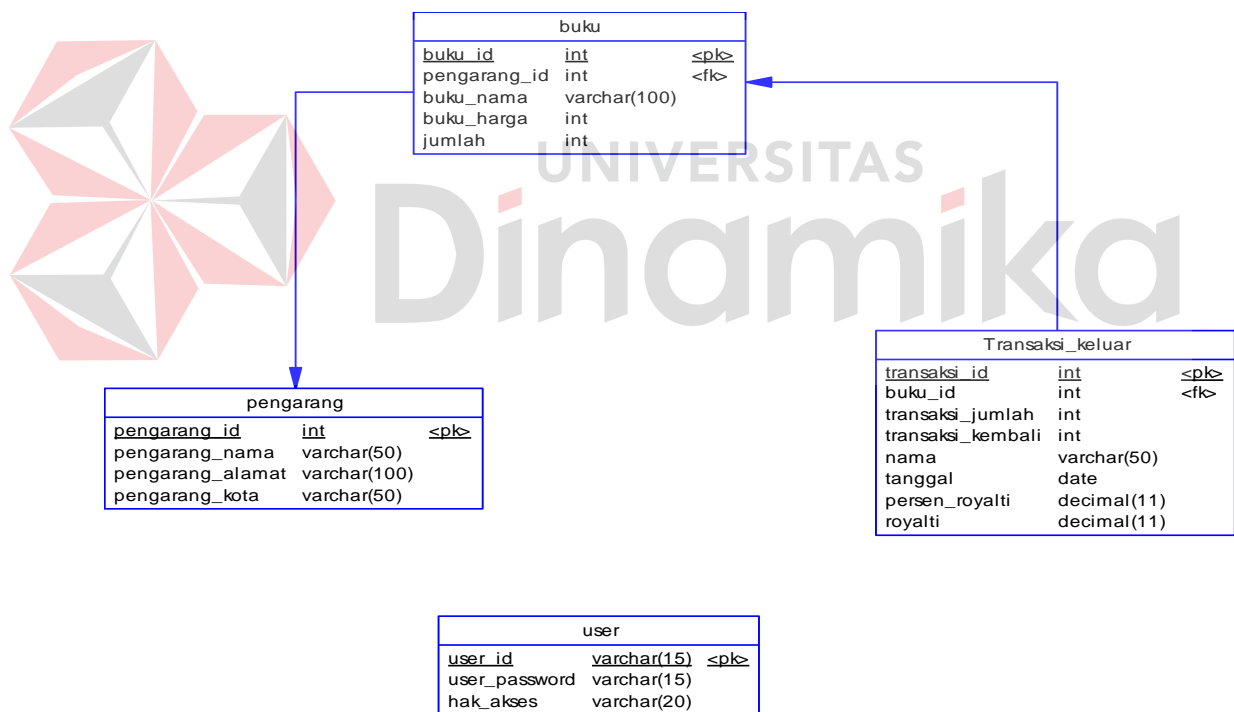 buku
buku_id int <pk>
pengarang_id int <fk>
buku_nama varchar(100)
buku_harga int
jumlah int
UNIVERSITAS
Dinamika
Transaksi_keluar
transaksi_id int <pk>
buku_id int <fk>
transaksi_jumlah int
transaksi_kembali int
nama varchar(50)
tanggal date
persen_royalti decimal(11)
royalti decimal(11)
pengarang
pengarang_id int <pk>
pengarang_nama varchar(50)
pengarang_alamat varchar(100)
pengarang_kota varchar(50)
user
user_id varchar(15) <pk>
user_password varchar(15)
hak_akses varchar(20)